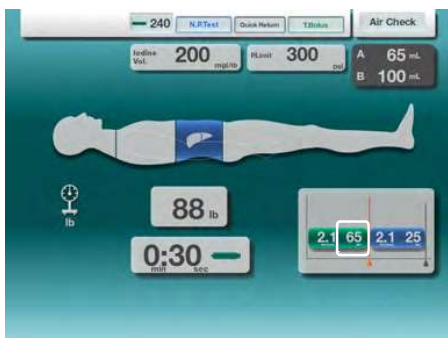 240 N.P.Test Quick Return T.Bolus Air Check
Iodine Vol. 200 mgI/lb P.Limit 300 psi A 65 mL
B 100 mL
lb
88 lb
0:30 min sec
2.1 65 2.1 25